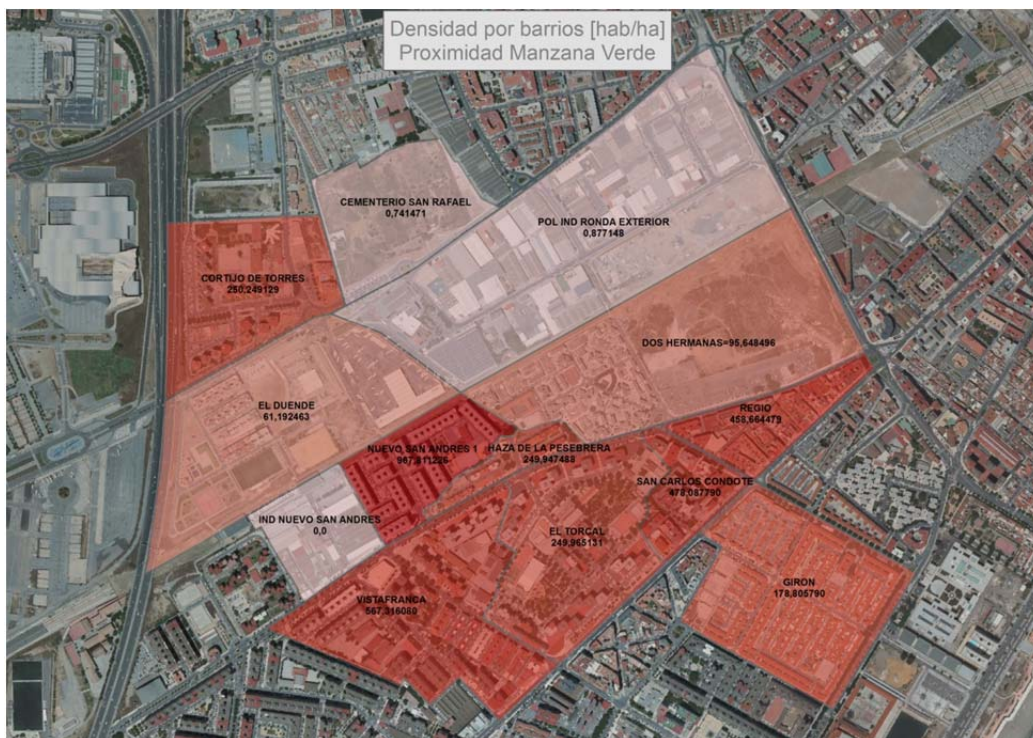 Densidad por barrios [hab/ha]
Proximidad Manzana Verde
CEMENTERIO SAN RAFAEL
0,741471
POL IND RONDA EXTERIOR
0,877148
CORTIJO DE TORRES
250,249129
DOS HERMANAS=95,648496
EL DUENDE
61,192463
REGIO
458,664479
NUEVO SAN ANDRES 1
HAZA DE LA PESEBRERA
249,947488
SAN CARLOS CONDOTE
478,087790
IND NUEVO SAN ANDRES
0,0
EL TORCAL
249,965131
GIRON
178,805790
VISTAFRANCA
567,316080